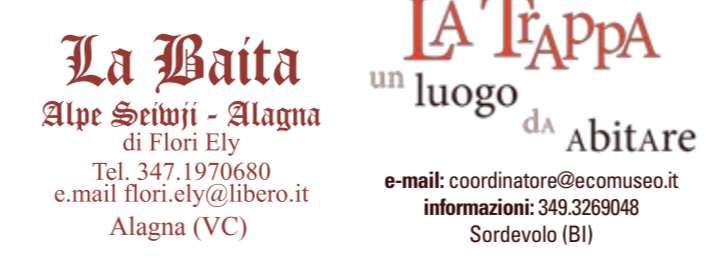 La Baita
Alpe Seiwji - Alagna
di Flori Ely
Tel. 347.1970680
e.mail flori.ely@libero.it
Alagna (VC)
LA TrAppA
un luogo
dA AbitAre
e-mail: coordinatore@ecomuseo.it
informazioni: 349.3269048
Sordevolo (BI)